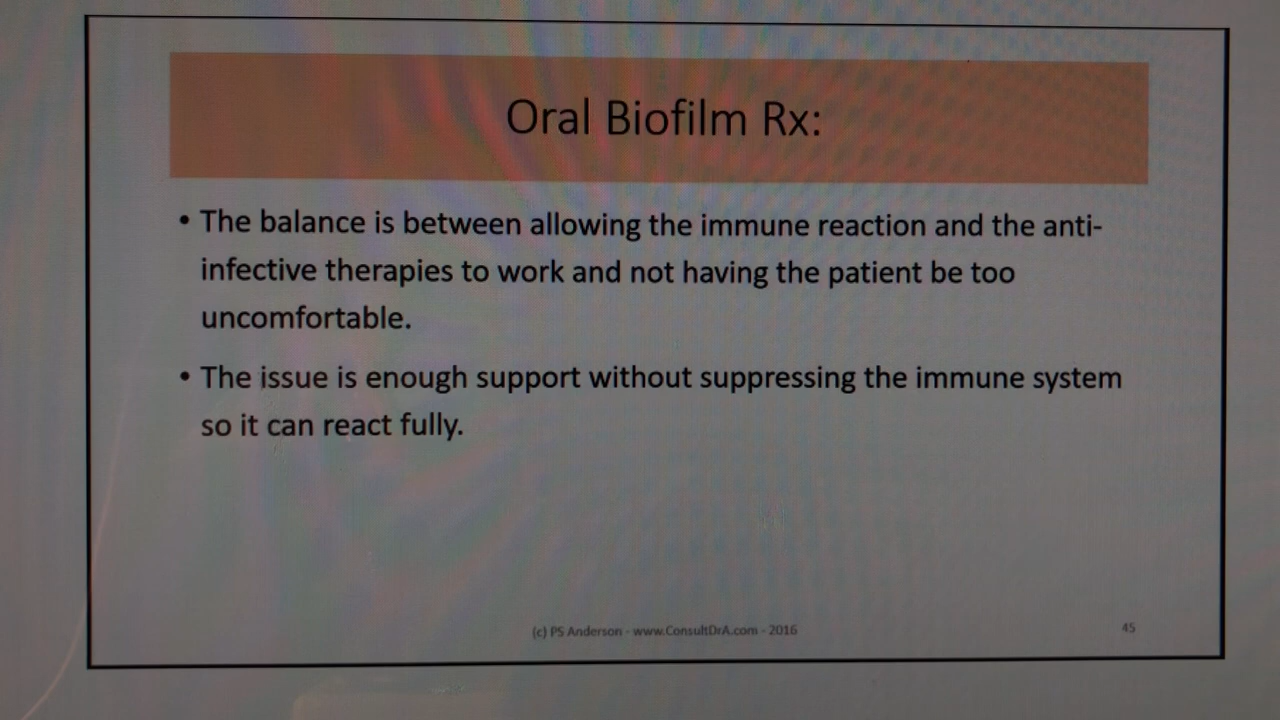 Oral Biofilm Rx:
• The balance is between allowing the immune reaction and the anti-
infective therapies to work and not having the patient be too
uncomfortable.
• The issue is enough support without suppressing the immune system
so it can react fully.
(c) PS Anderson - www.ConsultDrA.com - 2016
45